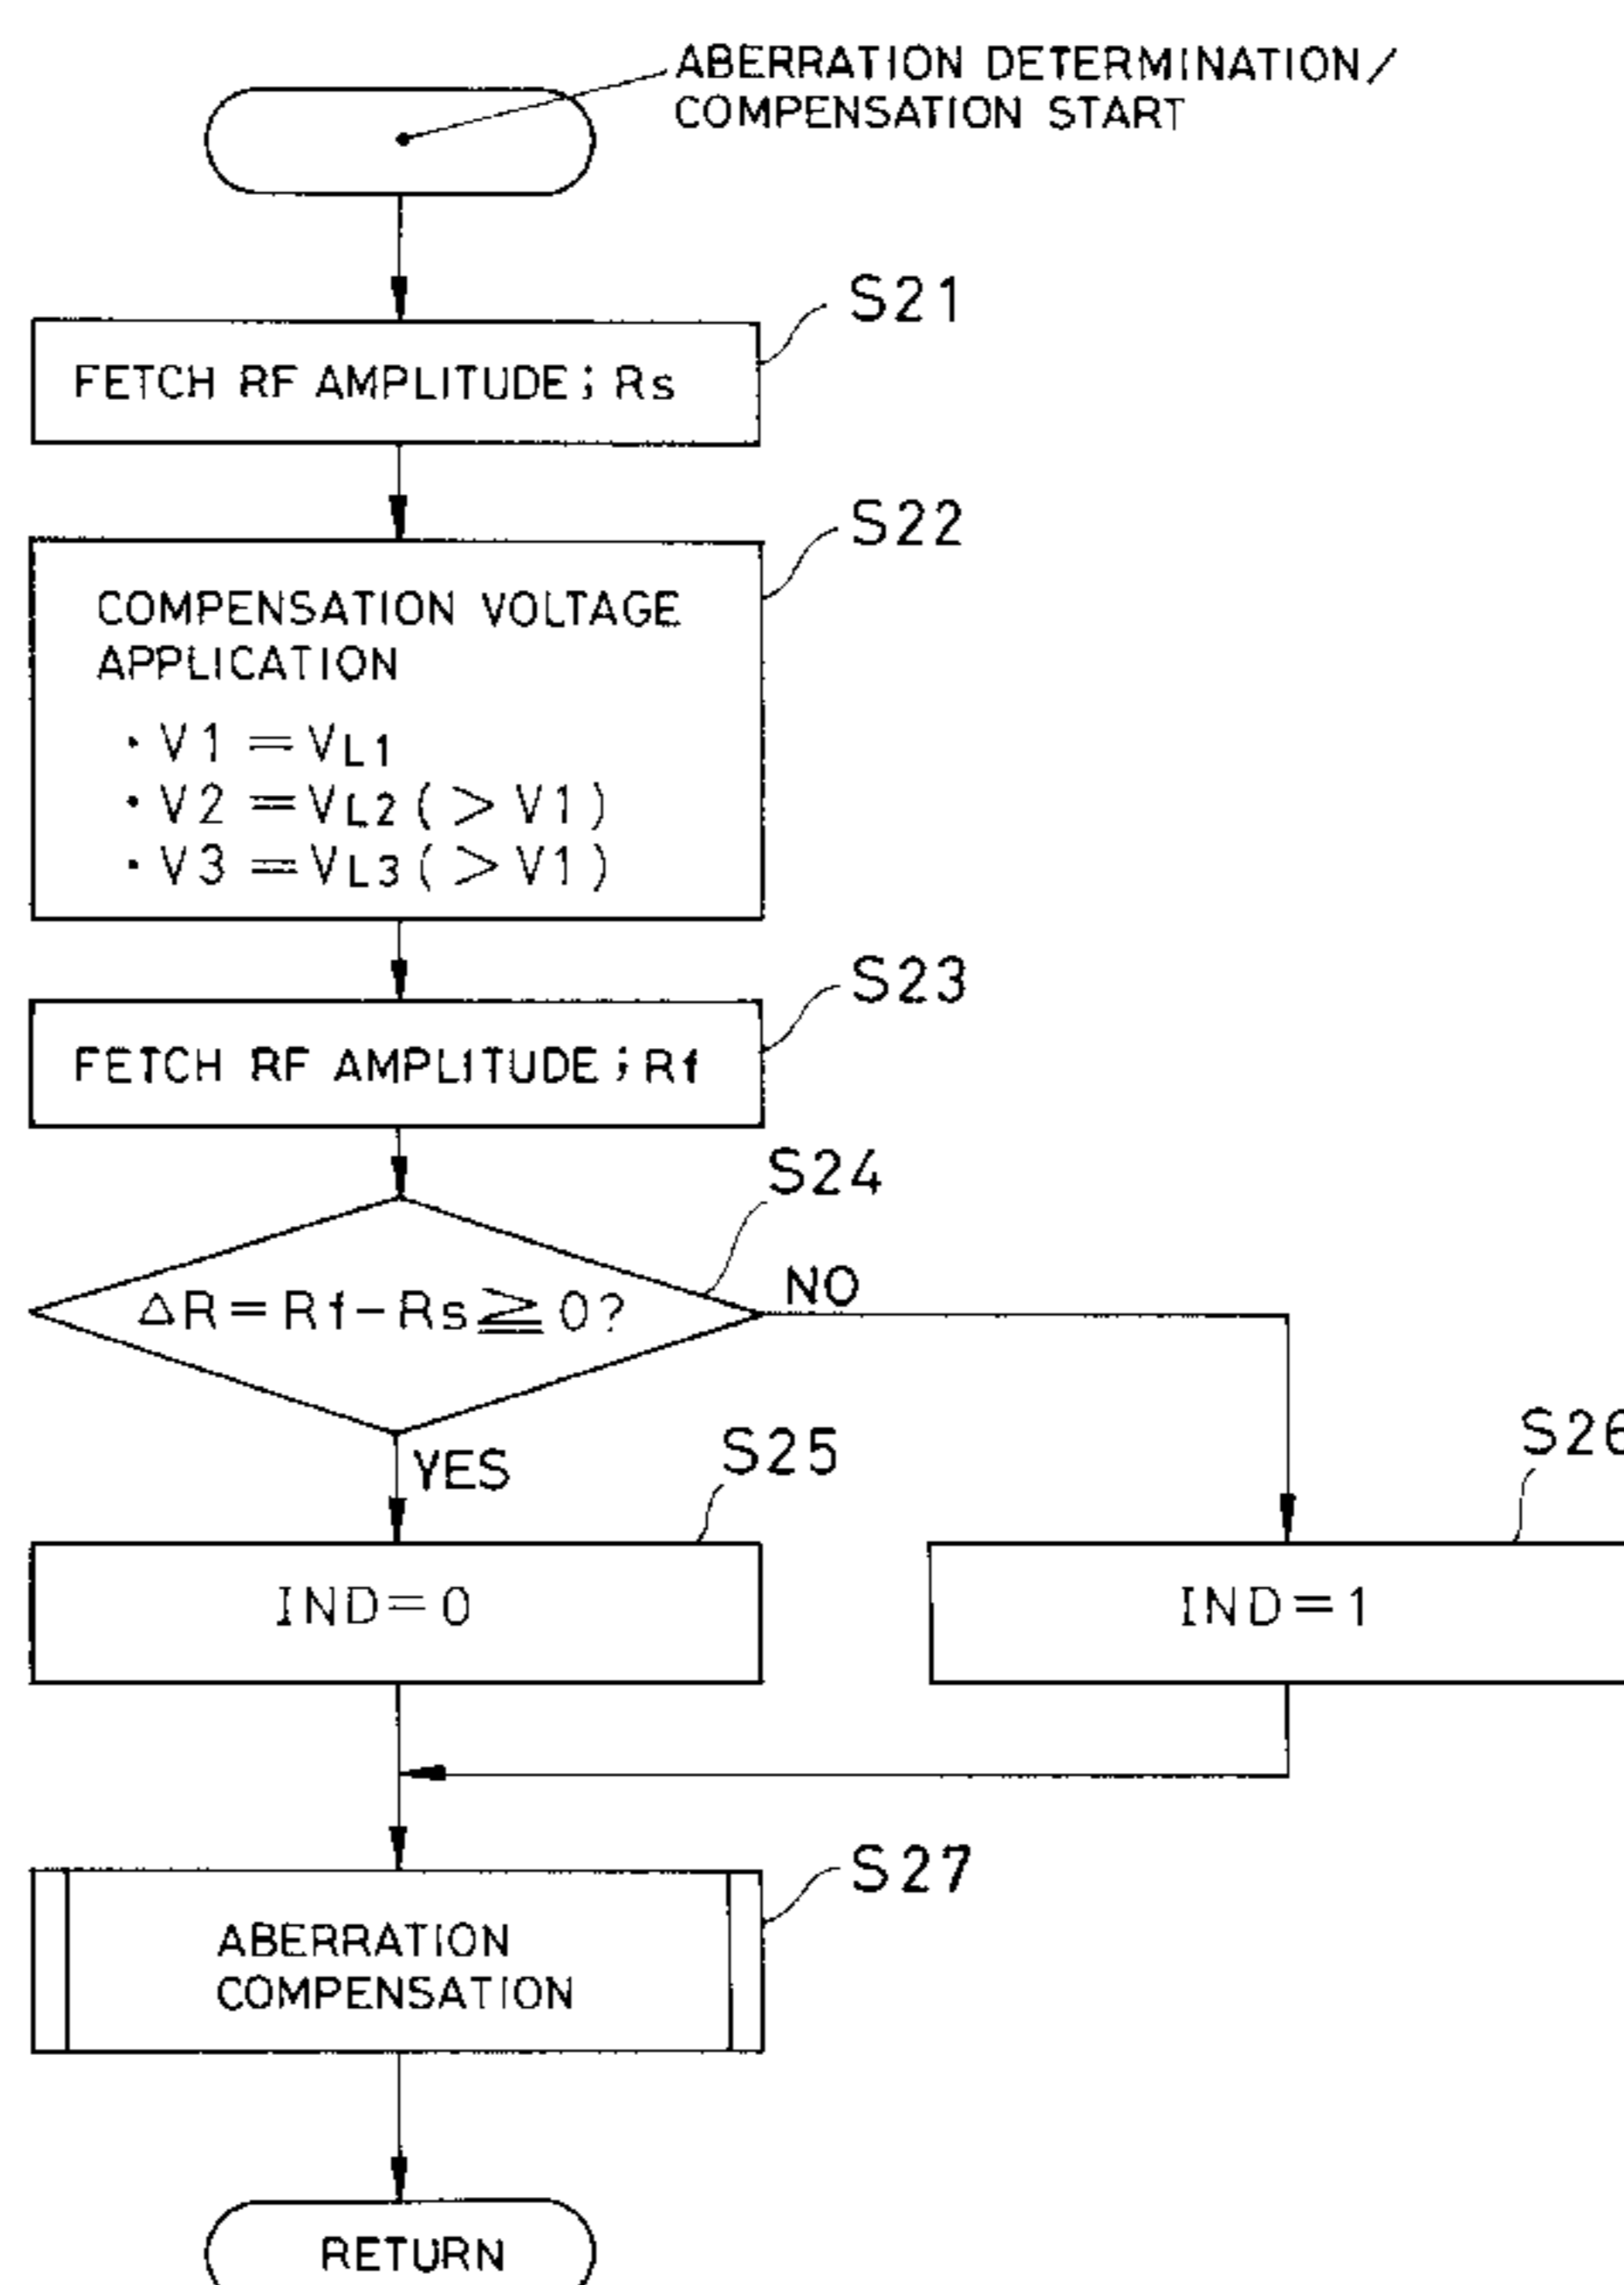 ABERRATION DETERMINATION/
COMPENSATION START
S21
FETCH RF AMPLITUDE; Rs
S22
COMPENSATION VOLTAGE
APPLICATION
・V1=VL1
・V2=VL2(>V1)
・V3=VL3(>V1)
S23
FETCH RF AMPLITUDE; Rf
S24
ΔR=Rf-Rs≧0?
NO
YES
S25
S26
IND=0
IND=1
S27
ABERRATION
COMPENSATION
RETURN